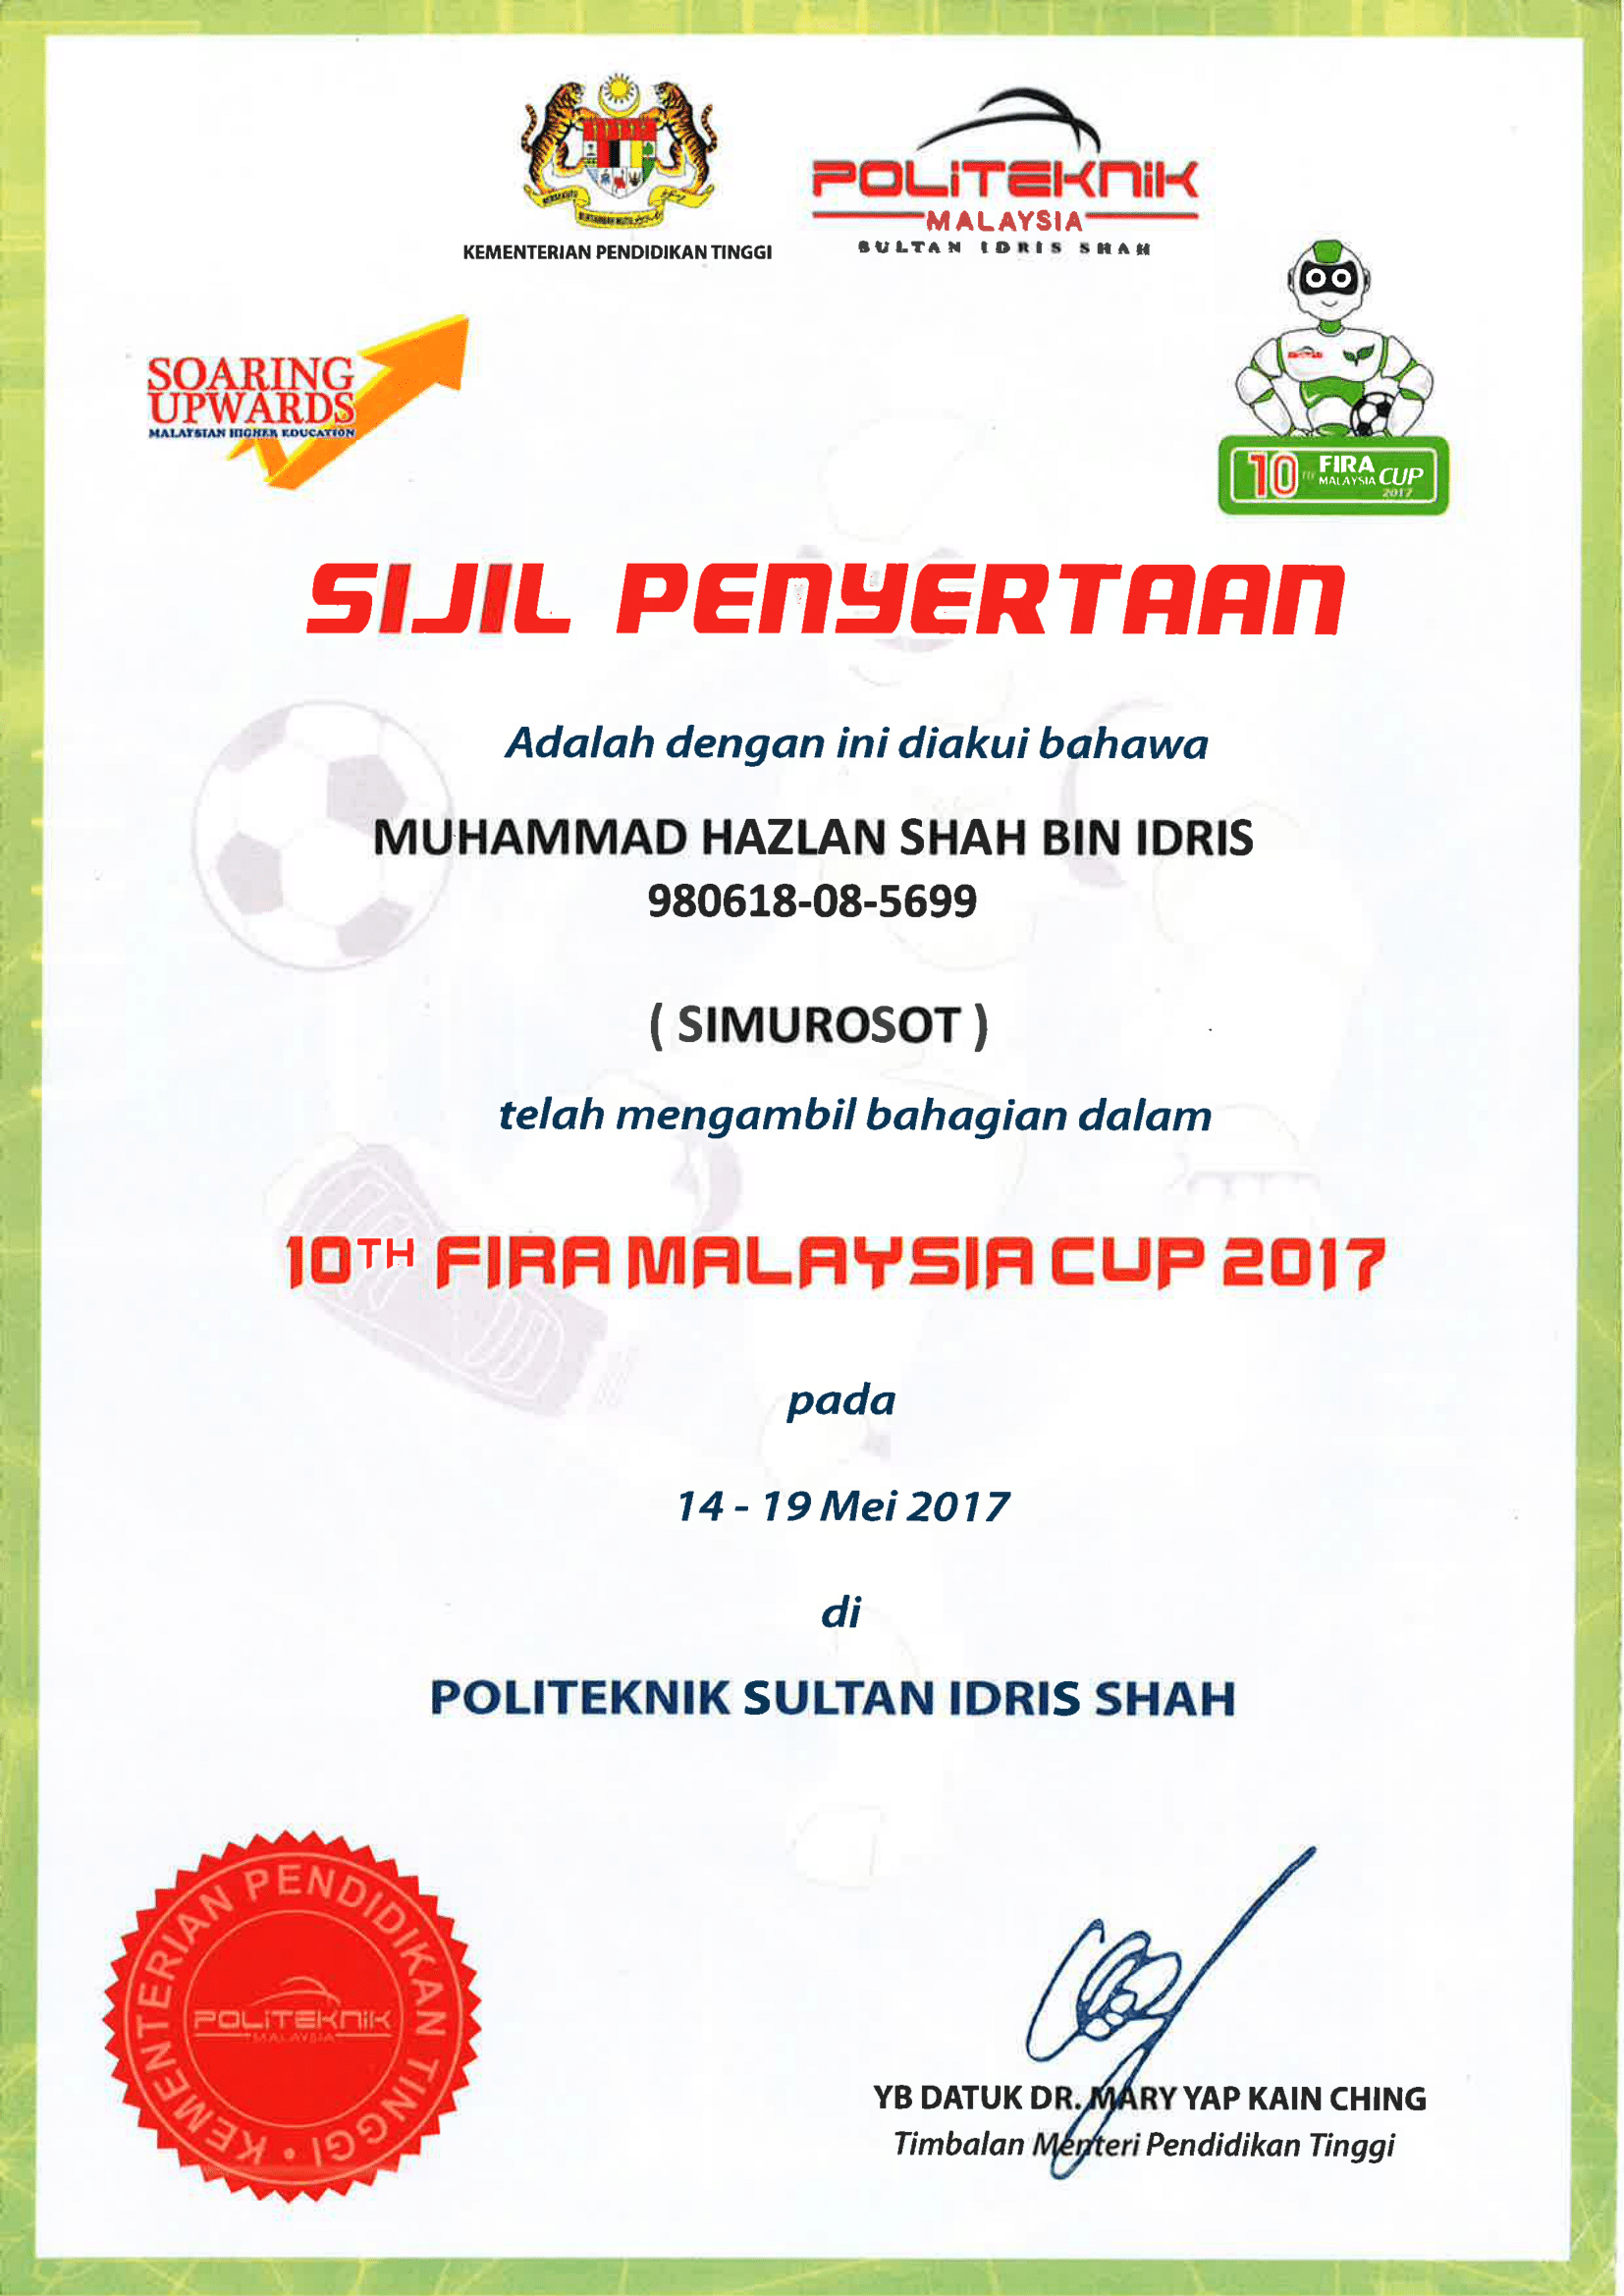 KEMENTERIAN PENDIDIKAN TINGGI
POLITEKNIK
MALAYSIA
SULTAN IDRIS SHAH
SOARING
UPWARDS
MALAYSIAN HIGHER EDUCATION
10TH FIRA MALAYSIA CUP
2017
SIJIL PENYERTAAN
Adalah dengan ini diakui bahawa
MUHAMMAD HAZLAN SHAH BIN IDRIS
980618-08-5699
( SIMUROSOT )
telah mengambil bahagian dalam
10TH FIRA MALAYSIA CUP 2017
pada
14 - 19 Mei 2017
di
POLITEKNIK SULTAN IDRIS SHAH
KEMENTERIAN PENDIDIKAN TINGGI •
POLITEKNIK
MALAYSIA
YB DATUK DR. MARY YAP KAIN CHING
Timbalan Menteri Pendidikan Tinggi